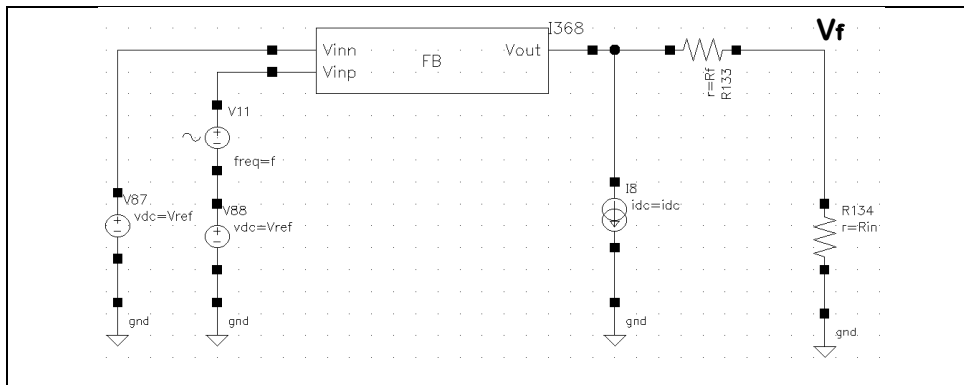 Vf
I368
Vinn
Vinp
FB
Vout
r=Rf
R133
V11
freq=f
V87
vdc=Vref
V88
vdc=Vref
I8
idc=idc
R134
r=Rin
gnd
gnd
gnd
gnd.